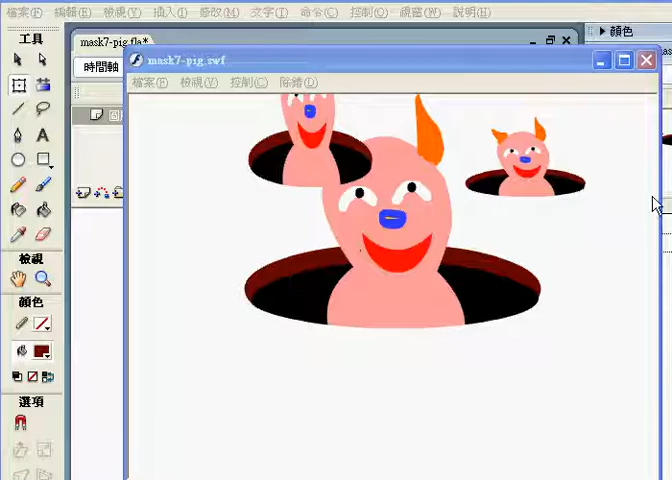 檔案(F) 編輯(E) 檢視(V) 插入(I) 修改(M) 文字(T) 命令(C) 控制(O) 視窗(W) 說明(H)
工具
mask7-pig.fla*
顏色
mask7-pig.swf
時間軸
檔案(F) 檢視(V) 控制(C) 除錯(D)
A
檢視
顏色
選項